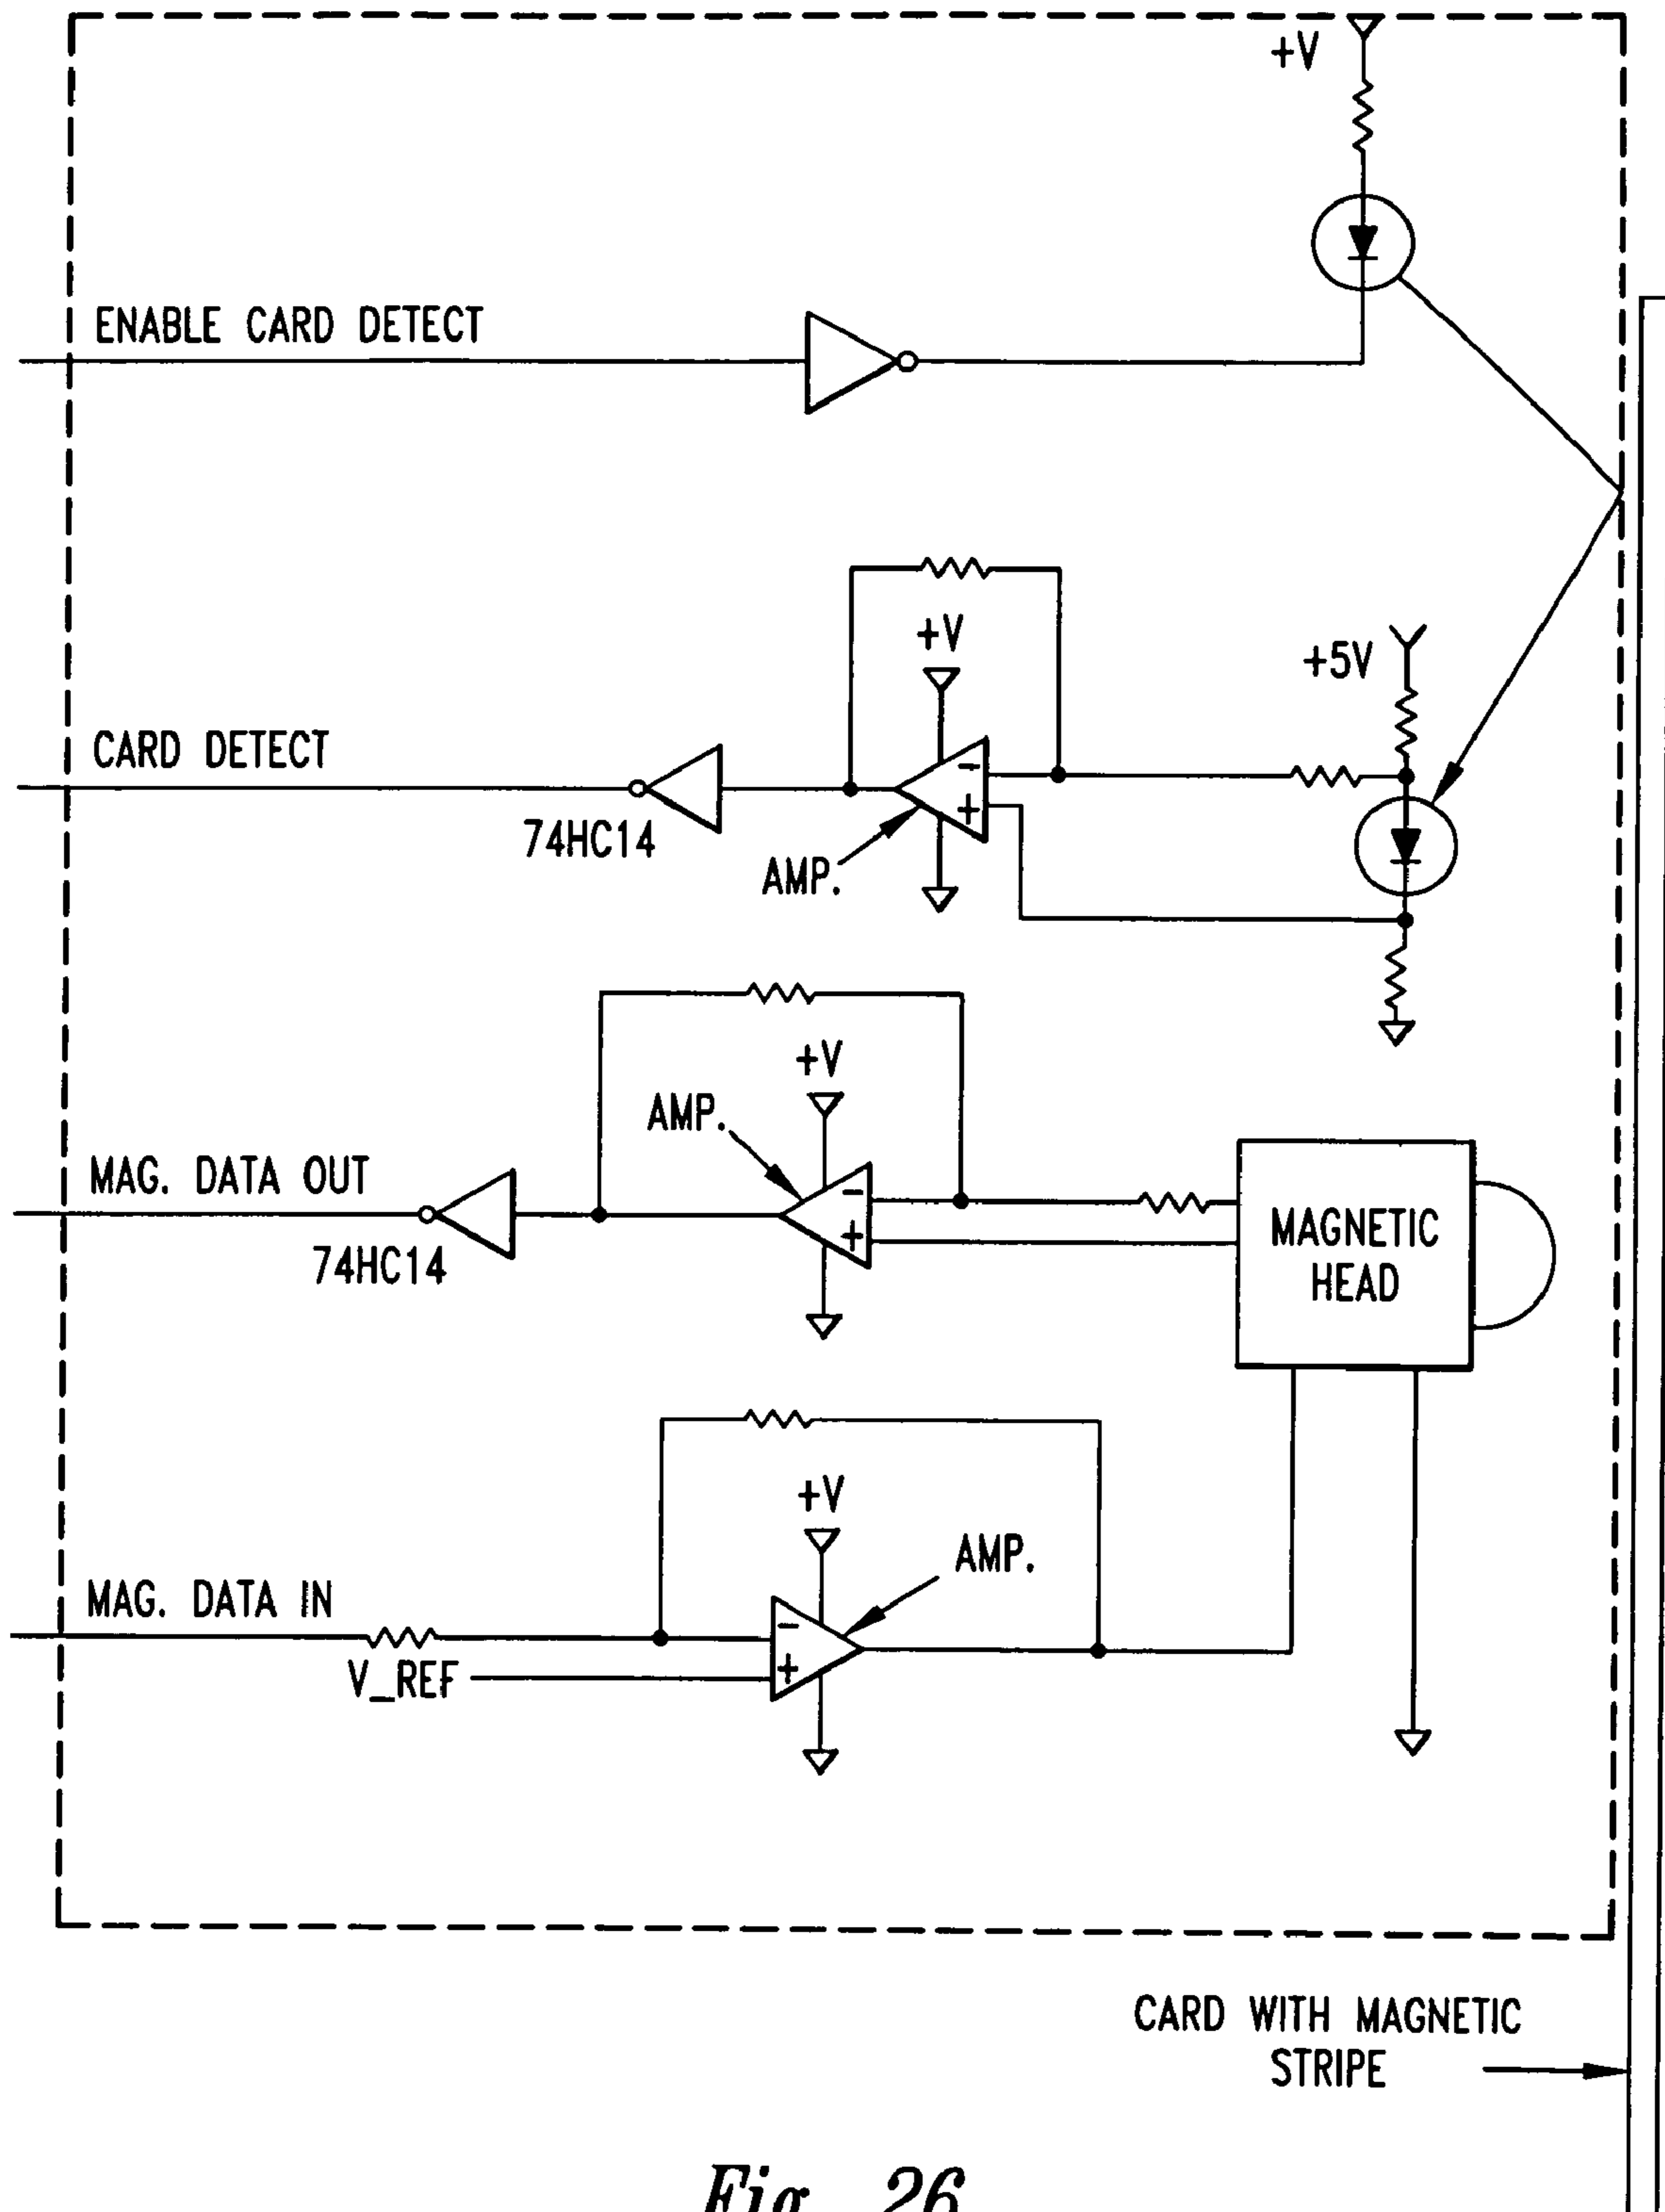 +V
ENABLE CARD DETECT
+V
+5V
CARD DETECT
-
+
74HC14
AMP.
+V
AMP.
MAG. DATA OUT
-
+
MAGNETIC
HEAD
74HC14
+V
AMP.
MAG. DATA IN
-
+
V_REF
CARD WITH MAGNETIC
STRIPE
Fig. 26